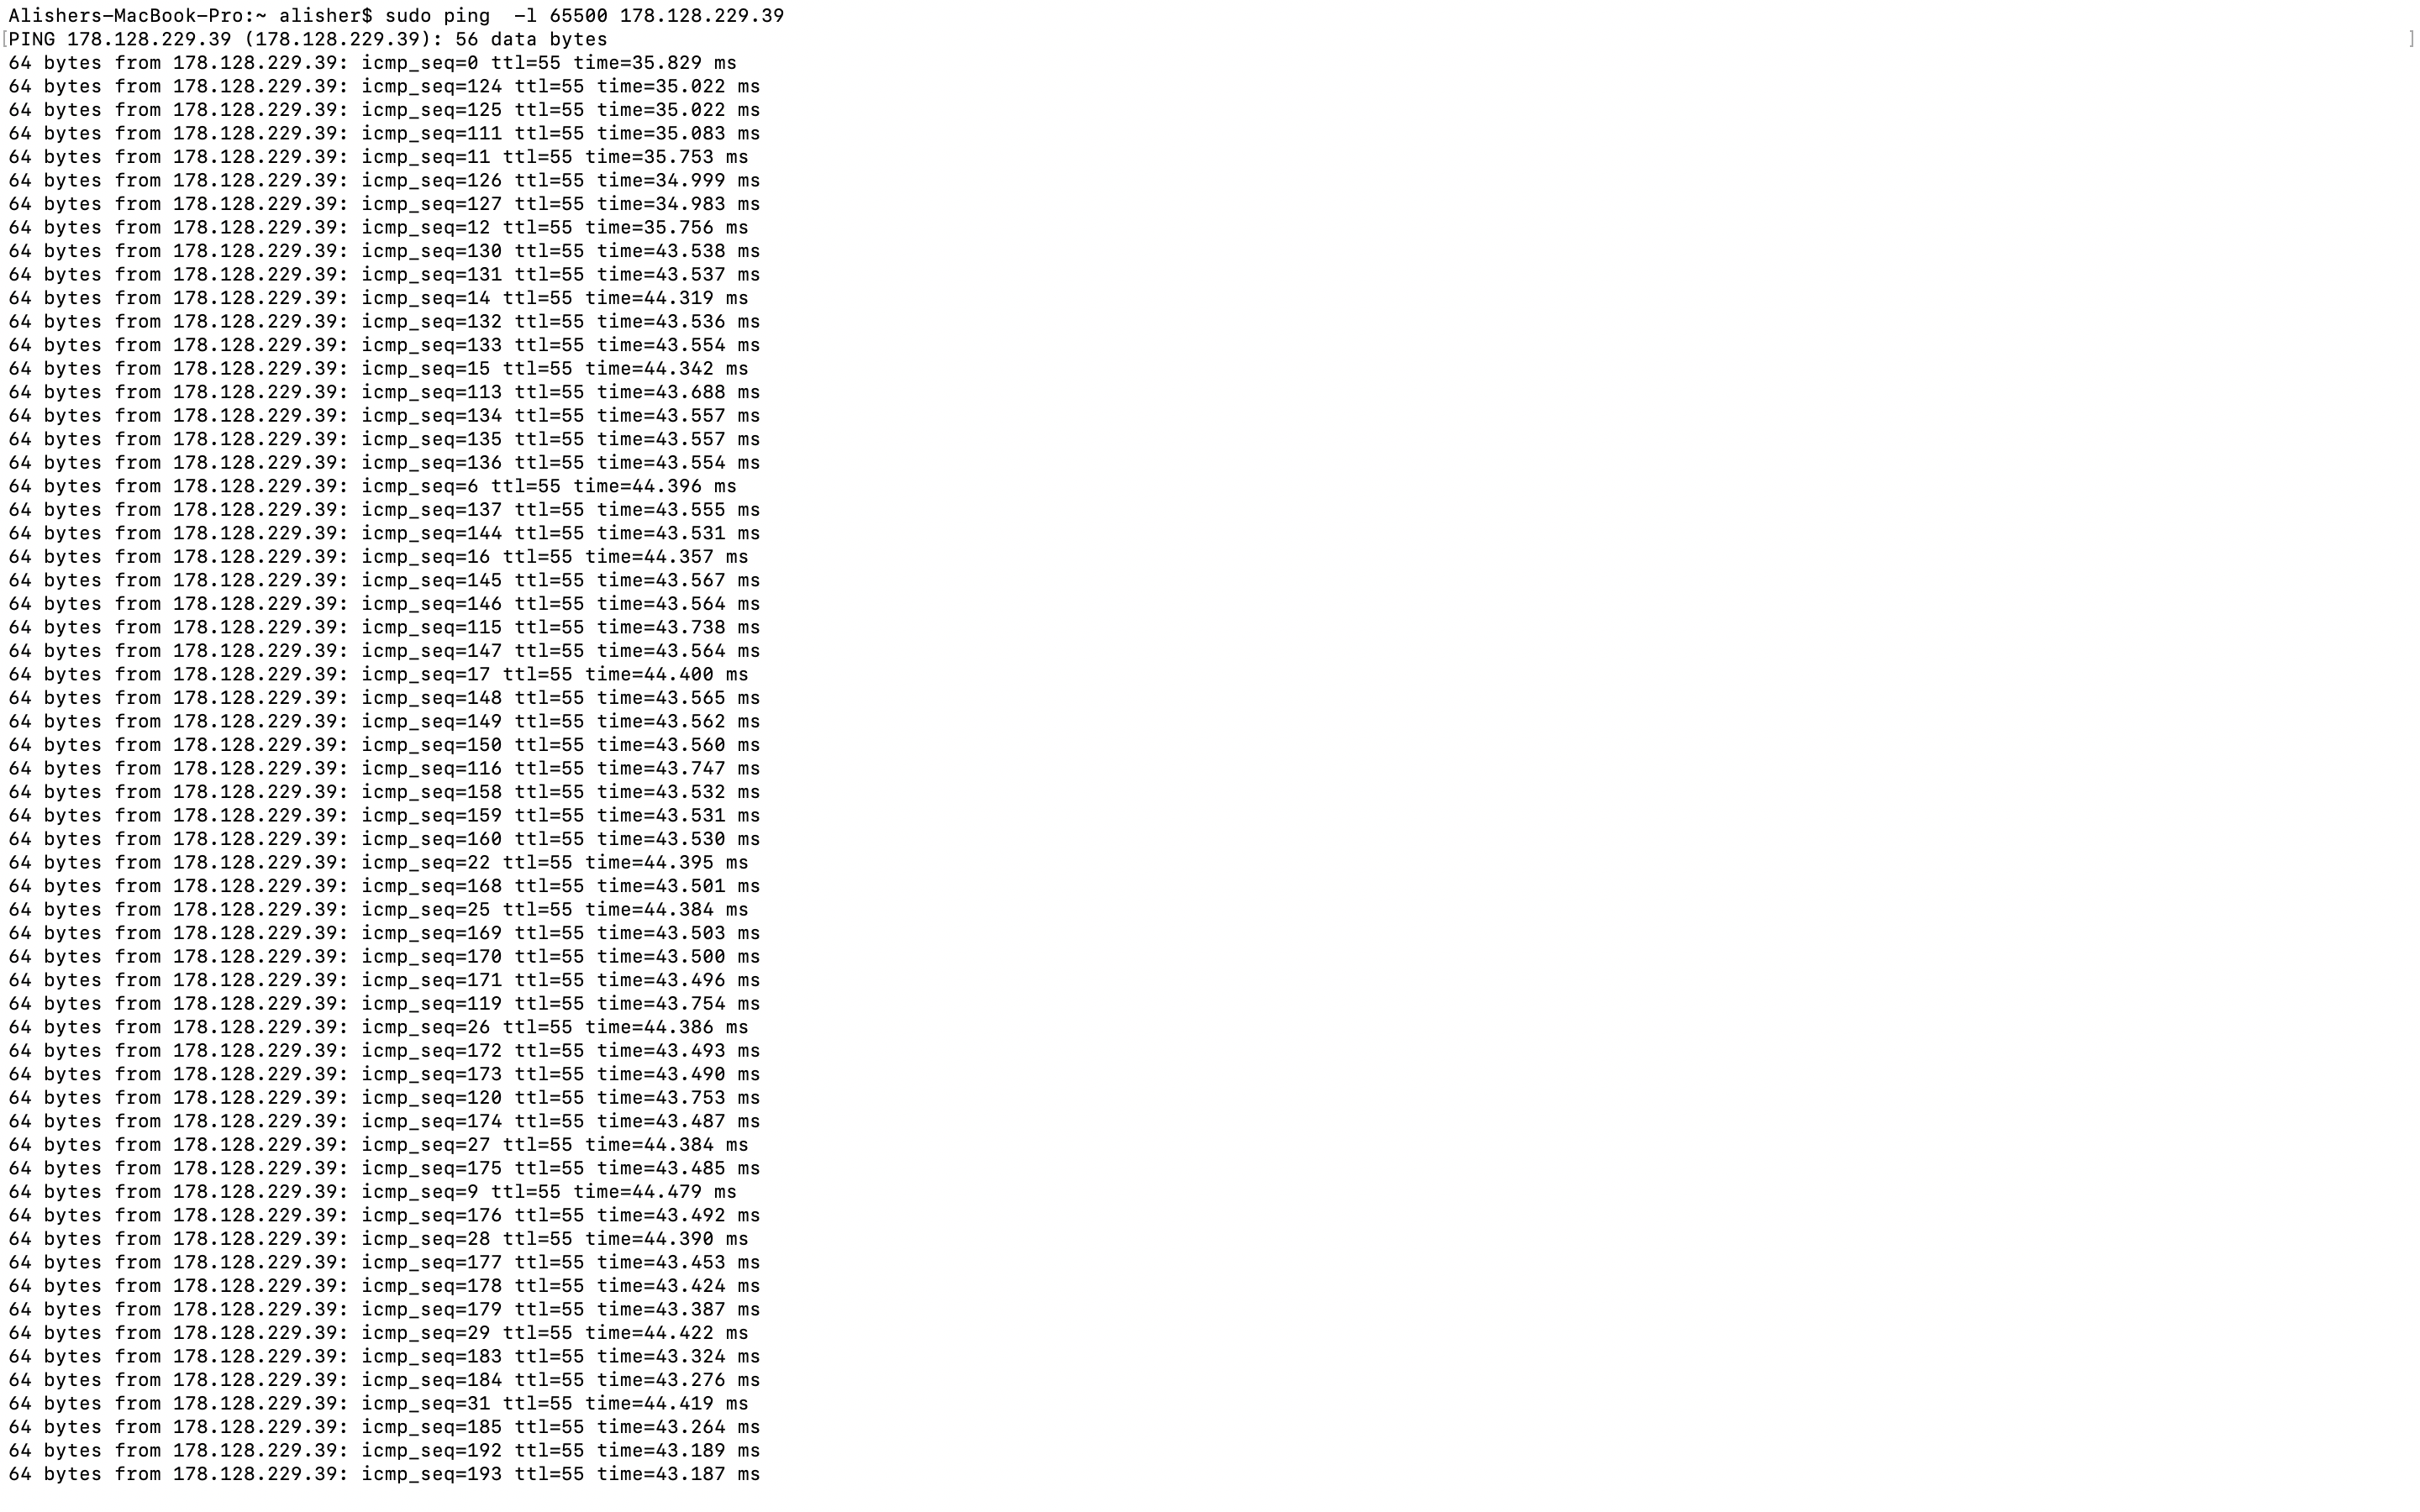 Alishers-MacBook-Pro:~ alisher$ sudo ping  -l 65500 178.128.229.39
[PING 178.128.229.39 (178.128.229.39): 56 data bytes ]
64 bytes from 178.128.229.39: icmp_seq=0 ttl=55 time=35.829 ms
64 bytes from 178.128.229.39: icmp_seq=124 ttl=55 time=35.022 ms
64 bytes from 178.128.229.39: icmp_seq=125 ttl=55 time=35.022 ms
64 bytes from 178.128.229.39: icmp_seq=111 ttl=55 time=35.083 ms
64 bytes from 178.128.229.39: icmp_seq=11 ttl=55 time=35.753 ms
64 bytes from 178.128.229.39: icmp_seq=126 ttl=55 time=34.999 ms
64 bytes from 178.128.229.39: icmp_seq=127 ttl=55 time=34.983 ms
64 bytes from 178.128.229.39: icmp_seq=12 ttl=55 time=35.756 ms
64 bytes from 178.128.229.39: icmp_seq=130 ttl=55 time=43.538 ms
64 bytes from 178.128.229.39: icmp_seq=131 ttl=55 time=43.537 ms
64 bytes from 178.128.229.39: icmp_seq=14 ttl=55 time=44.319 ms
64 bytes from 178.128.229.39: icmp_seq=132 ttl=55 time=43.536 ms
64 bytes from 178.128.229.39: icmp_seq=133 ttl=55 time=43.554 ms
64 bytes from 178.128.229.39: icmp_seq=15 ttl=55 time=44.342 ms
64 bytes from 178.128.229.39: icmp_seq=113 ttl=55 time=43.688 ms
64 bytes from 178.128.229.39: icmp_seq=134 ttl=55 time=43.557 ms
64 bytes from 178.128.229.39: icmp_seq=135 ttl=55 time=43.557 ms
64 bytes from 178.128.229.39: icmp_seq=136 ttl=55 time=43.554 ms
64 bytes from 178.128.229.39: icmp_seq=6 ttl=55 time=44.396 ms
64 bytes from 178.128.229.39: icmp_seq=137 ttl=55 time=43.555 ms
64 bytes from 178.128.229.39: icmp_seq=144 ttl=55 time=43.531 ms
64 bytes from 178.128.229.39: icmp_seq=16 ttl=55 time=44.357 ms
64 bytes from 178.128.229.39: icmp_seq=145 ttl=55 time=43.567 ms
64 bytes from 178.128.229.39: icmp_seq=146 ttl=55 time=43.564 ms
64 bytes from 178.128.229.39: icmp_seq=115 ttl=55 time=43.738 ms
64 bytes from 178.128.229.39: icmp_seq=147 ttl=55 time=43.564 ms
64 bytes from 178.128.229.39: icmp_seq=17 ttl=55 time=44.400 ms
64 bytes from 178.128.229.39: icmp_seq=148 ttl=55 time=43.565 ms
64 bytes from 178.128.229.39: icmp_seq=149 ttl=55 time=43.562 ms
64 bytes from 178.128.229.39: icmp_seq=150 ttl=55 time=43.560 ms
64 bytes from 178.128.229.39: icmp_seq=116 ttl=55 time=43.747 ms
64 bytes from 178.128.229.39: icmp_seq=158 ttl=55 time=43.532 ms
64 bytes from 178.128.229.39: icmp_seq=159 ttl=55 time=43.531 ms
64 bytes from 178.128.229.39: icmp_seq=160 ttl=55 time=43.530 ms
64 bytes from 178.128.229.39: icmp_seq=22 ttl=55 time=44.395 ms
64 bytes from 178.128.229.39: icmp_seq=168 ttl=55 time=43.501 ms
64 bytes from 178.128.229.39: icmp_seq=25 ttl=55 time=44.384 ms
64 bytes from 178.128.229.39: icmp_seq=169 ttl=55 time=43.503 ms
64 bytes from 178.128.229.39: icmp_seq=170 ttl=55 time=43.500 ms
64 bytes from 178.128.229.39: icmp_seq=171 ttl=55 time=43.496 ms
64 bytes from 178.128.229.39: icmp_seq=119 ttl=55 time=43.754 ms
64 bytes from 178.128.229.39: icmp_seq=26 ttl=55 time=44.386 ms
64 bytes from 178.128.229.39: icmp_seq=172 ttl=55 time=43.493 ms
64 bytes from 178.128.229.39: icmp_seq=173 ttl=55 time=43.490 ms
64 bytes from 178.128.229.39: icmp_seq=120 ttl=55 time=43.753 ms
64 bytes from 178.128.229.39: icmp_seq=174 ttl=55 time=43.487 ms
64 bytes from 178.128.229.39: icmp_seq=27 ttl=55 time=44.384 ms
64 bytes from 178.128.229.39: icmp_seq=175 ttl=55 time=43.485 ms
64 bytes from 178.128.229.39: icmp_seq=9 ttl=55 time=44.479 ms
64 bytes from 178.128.229.39: icmp_seq=176 ttl=55 time=43.492 ms
64 bytes from 178.128.229.39: icmp_seq=28 ttl=55 time=44.390 ms
64 bytes from 178.128.229.39: icmp_seq=177 ttl=55 time=43.453 ms
64 bytes from 178.128.229.39: icmp_seq=178 ttl=55 time=43.424 ms
64 bytes from 178.128.229.39: icmp_seq=179 ttl=55 time=43.387 ms
64 bytes from 178.128.229.39: icmp_seq=29 ttl=55 time=44.422 ms
64 bytes from 178.128.229.39: icmp_seq=183 ttl=55 time=43.324 ms
64 bytes from 178.128.229.39: icmp_seq=184 ttl=55 time=43.276 ms
64 bytes from 178.128.229.39: icmp_seq=31 ttl=55 time=44.419 ms
64 bytes from 178.128.229.39: icmp_seq=185 ttl=55 time=43.264 ms
64 bytes from 178.128.229.39: icmp_seq=192 ttl=55 time=43.189 ms
64 bytes from 178.128.229.39: icmp_seq=193 ttl=55 time=43.187 ms